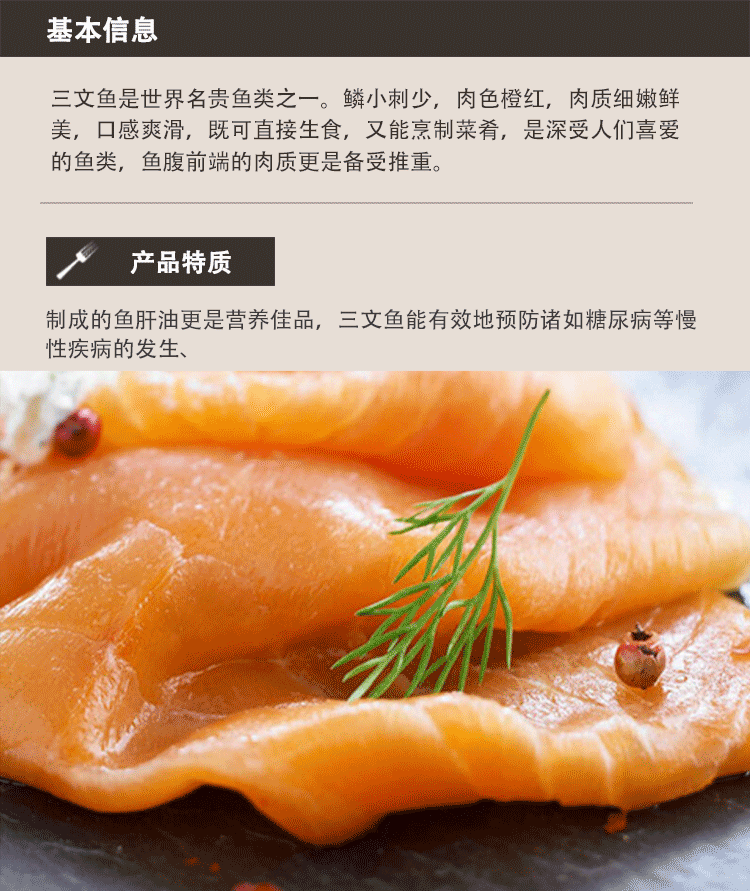 基本信息
三文鱼是世界名贵鱼类之一。鳞小刺少，肉色橙红，肉质细嫩鲜
美，口感爽滑，既可直接生食，又能烹制菜肴，是深受人们喜爱
的鱼类，鱼腹前端的肉质更是备受推重。
产品特质
制成的鱼肝油更是营养佳品，三文鱼能有效地预防诸如糖尿病等慢
性疾病的发生、